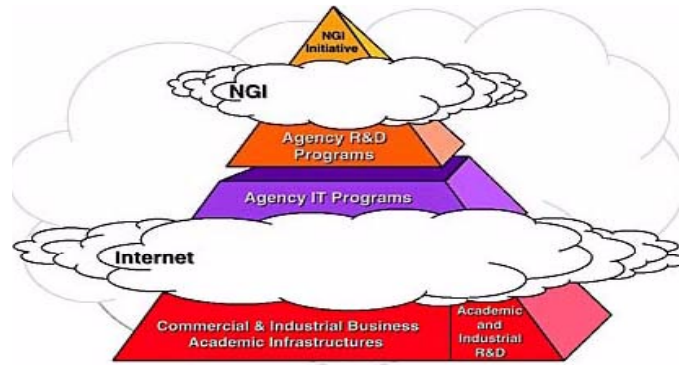 NGI
Initiative
NGI
Agency R&D
Programs
Agency IT Programs
Internet
Commercial & Industrial Business
Academic Infrastructures
Academic
and
Industrial
R&D